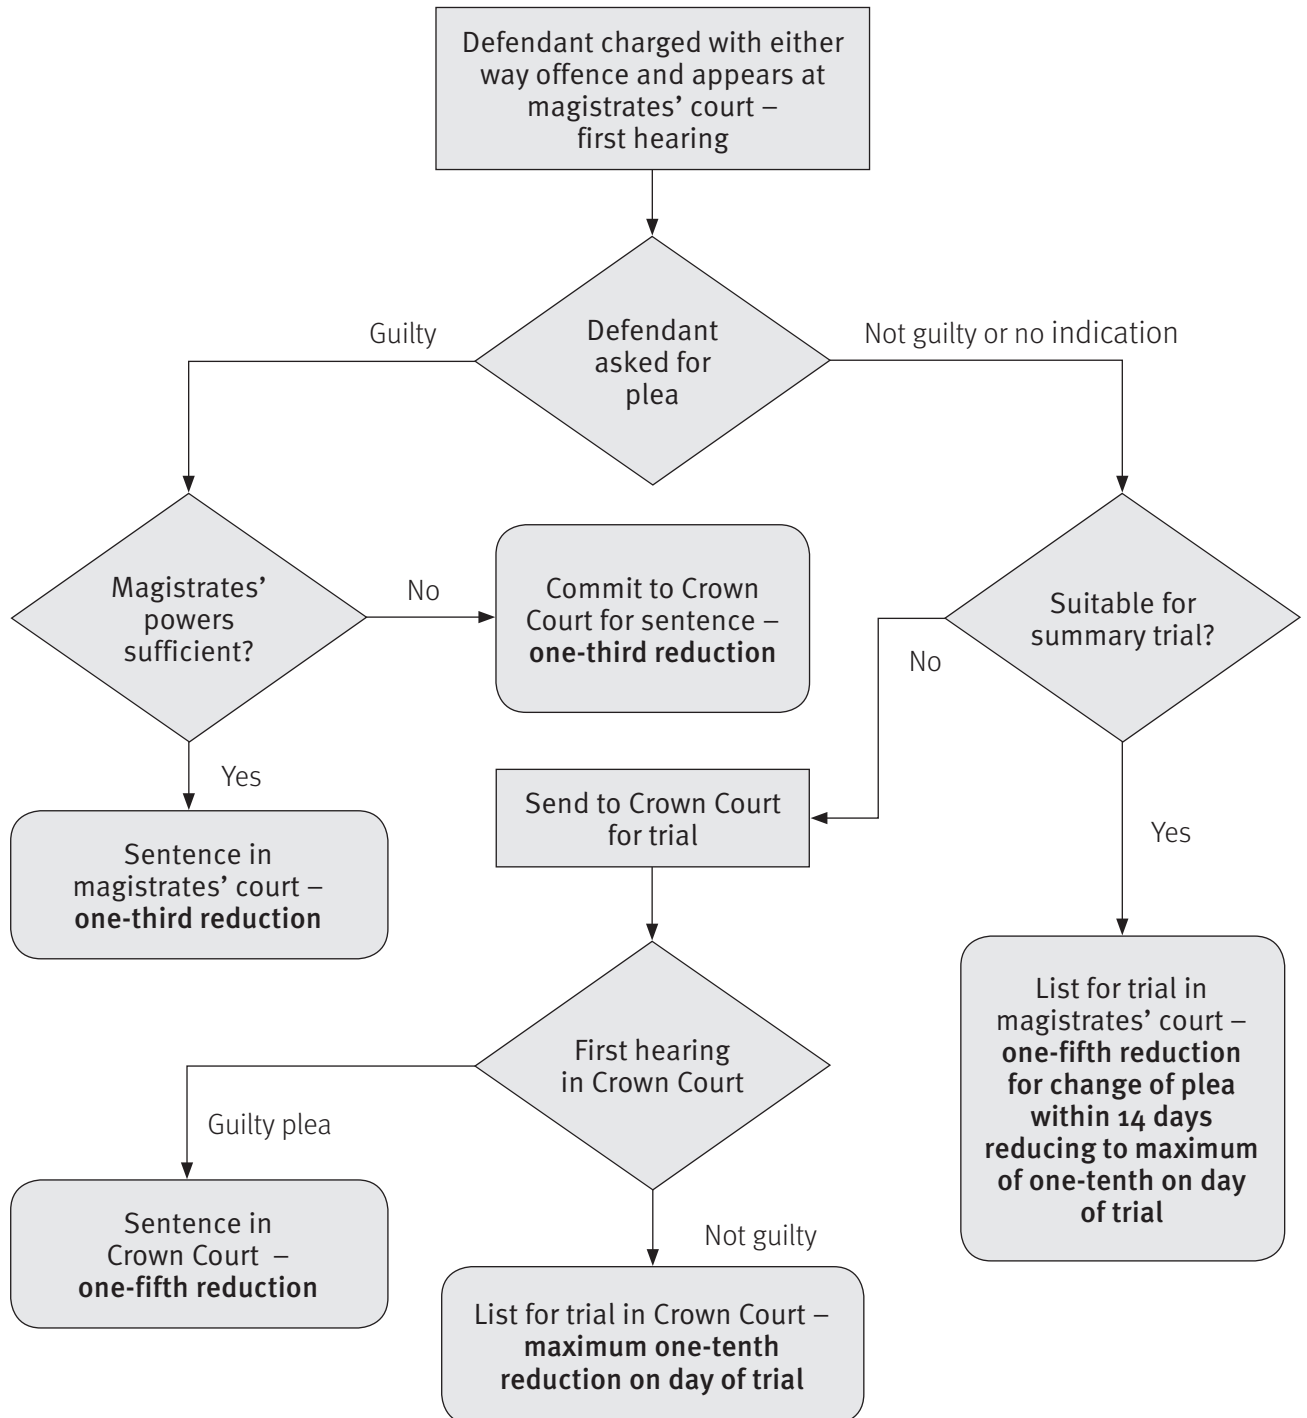 Defendant charged with either
way offence and appears at
magistrates’ court –
first hearing
Guilty
Defendant
asked for
plea
Not guilty or no indication
Magistrates’
powers
sufficient?
No
Commit to Crown
Court for sentence –
one-third reduction
Suitable for
summary trial?
No
Yes
Send to Crown Court
for trial
Yes
Sentence in
magistrates’ court –
one-third reduction
First hearing
in Crown Court
List for trial in
magistrates’ court –
one-fifth reduction
for change of plea
within 14 days
reducing to maximum
of one-tenth on day
of trial
Guilty plea
Sentence in
Crown Court –
one-fifth reduction
Not guilty
List for trial in Crown Court –
maximum one-tenth
reduction on day of trial